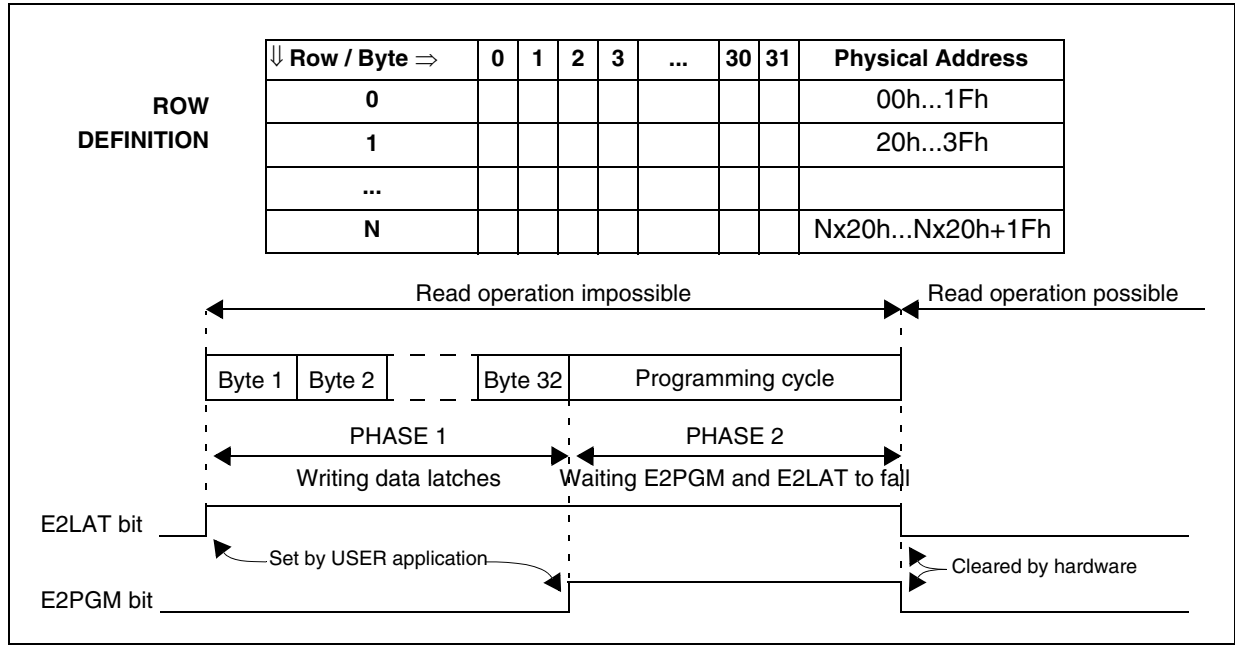 ⇓ Row / Byte ⇒ 0 1 2 3 ... 30 31 Physical Address
ROW DEFINITION
0 00h...1Fh
1 20h...3Fh
...
N Nx20h...Nx20h+1Fh
Read operation impossible Read operation possible
Byte 1 Byte 2 Byte 32 Programming cycle
PHASE 1 PHASE 2
Writing data latches Waiting E2PGM and E2LAT to fall
E2LAT bit
Set by USER application Cleared by hardware
E2PGM bit